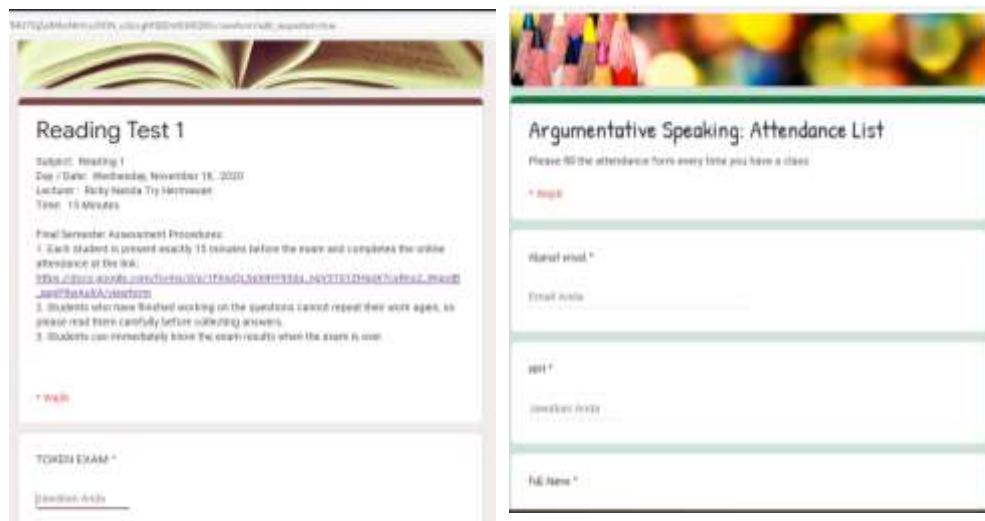 Reading Test 1
Subject: Reading 1
Day / Date: Wednesday, November 18, 2020
Lecturer : Ricky Nanda Try Hermawan
Time: 15 Minutes
Final Semester Assessment Procedures:
1. Each student is present exactly 15 minutes before the exam and completes the online
attendance at the link:
2. Students who have finished working on the questions cannot repeat their work again, so
please read them carefully before collecting answers.
3. Students can immediately know the exam results when the exam is over.
* Wajib
TOKEN EXAM *
Jawaban Anda
Argumentative Speaking: Attendance List
Please fill the attendance form every time you have a class
* Wajib
Alamat email *
Email Anda
NIM *
Jawaban Anda
Full Name *